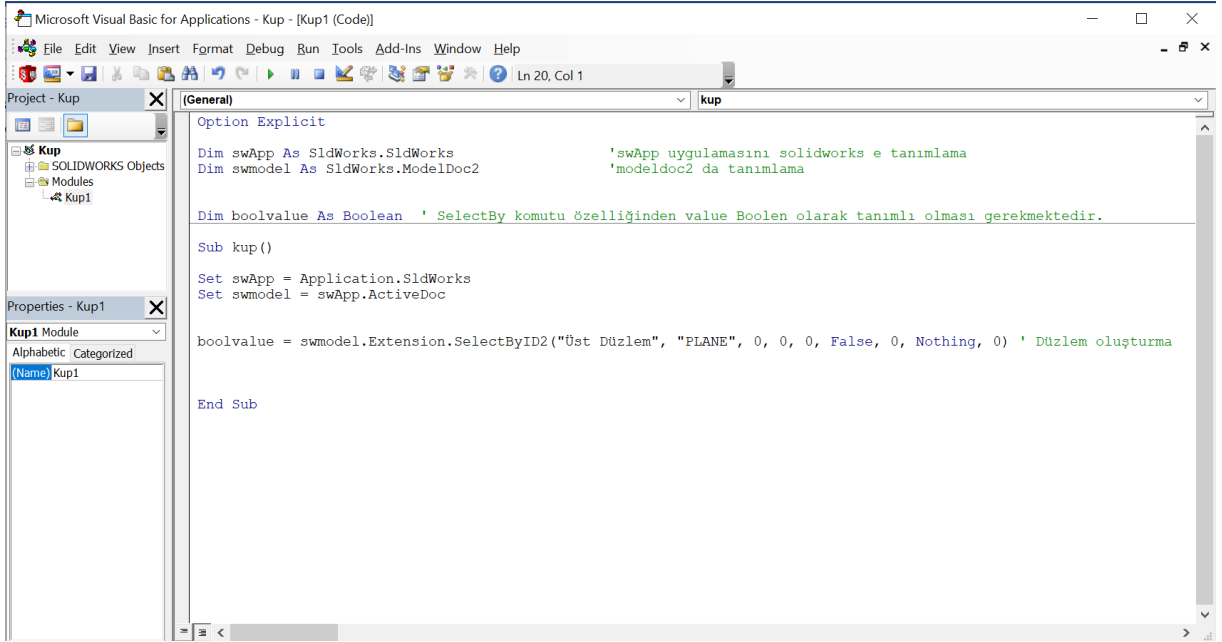 Microsoft Visual Basic for Applications - Kup - [Kup1 (Code)]
File Edit View Insert Format Debug Run Tools Add-Ins Window Help
Ln 20, Col 1
Project - Kup
(General)
kup
Kup
SOLIDWORKS Objects
Modules
Kup1
Properties - Kup1
Kup1 Module
Alphabetic Categorized
(Name) Kup1
Option Explicit
Dim swApp As SldWorks.SldWorks 'swApp uygulamasını solidworks e tanımlama
Dim swmodel As SldWorks.ModelDoc2 'modeldoc2 da tanımlama
Dim boolvalue As Boolean ' SelectBy komutu özelliğinden value Boolen olarak tanımlı olması gerekmektedir.
Sub kup()
Set swApp = Application.SldWorks
Set swmodel = swApp.ActiveDoc
boolvalue = swmodel.Extension.SelectByID2("Üst Düzlem", "PLANE", 0, 0, 0, False, 0, Nothing, 0) ' Düzlem oluşturma
End Sub